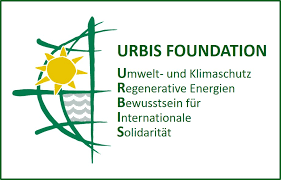 URBIS FOUNDATION
Umwelt- und Klimaschutz
Regenerative Energien
Bewusstsein für
Internationale
Solidarität